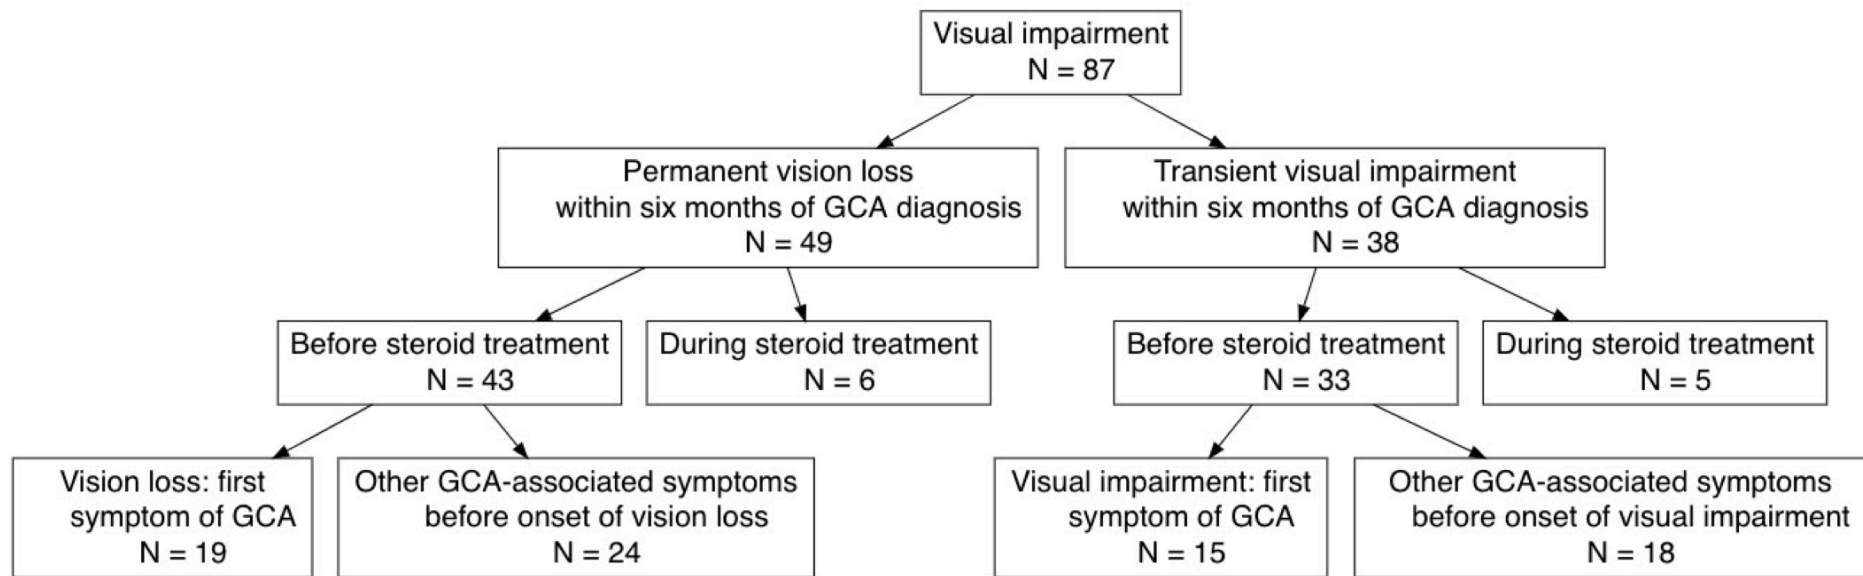 Visual impairment
N = 87
Permanent vision loss
within six months of GCA diagnosis
N = 49
Transient visual impairment
within six months of GCA diagnosis
N = 38
Before steroid treatment
N = 43
During steroid treatment
N = 6
Before steroid treatment
N = 33
During steroid treatment
N = 5
Vision loss: first
symptom of GCA
N = 19
Other GCA-associated symptoms
before onset of vision loss
N = 24
Visual impairment: first
symptom of GCA
N = 15
Other GCA-associated symptoms
before onset of visual impairment
N = 18